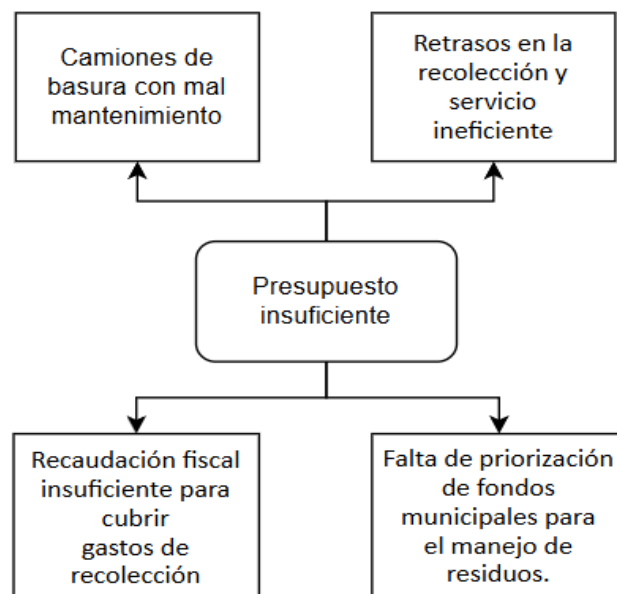 Camiones de
basura con mal
mantenimiento
Retrasos en la
recolección y
servicio
ineficiente
Presupuesto
insuficiente
Recaudación fiscal
insuficiente para
cubrir
gastos de
recolección
Falta de priorización
de fondos
municipales para
el manejo de
residuos.